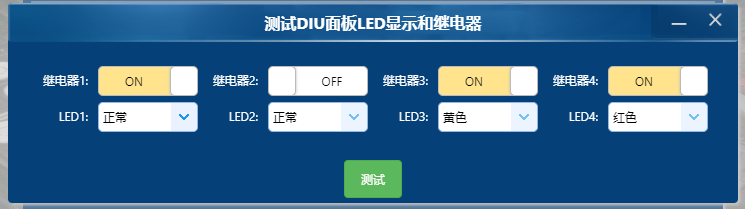 测试DIU面板LED显示和继电器
继电器1: ON 继电器2: OFF 继电器3: ON 继电器4: ON
LED1: 正常 LED2: 正常 LED3: 黄色 LED4: 红色
测试